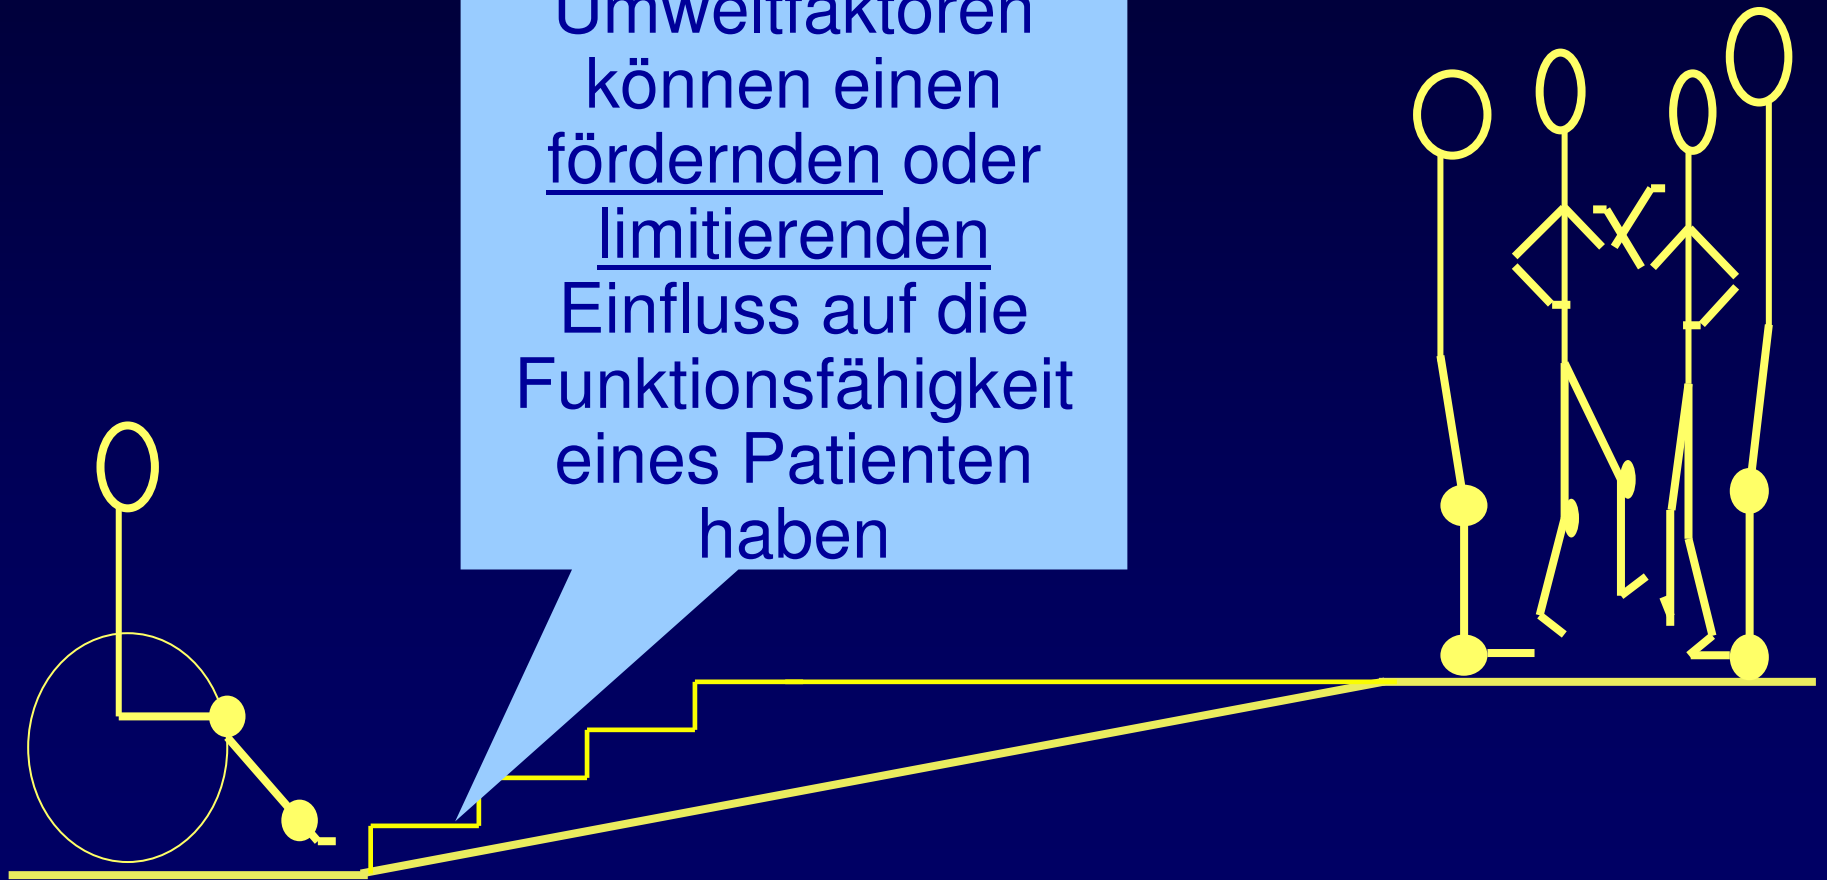 Umweltfaktoren
können einen
fördernden oder
limitierenden
Einfluss auf die
Funktionsfähigkeit
eines Patienten
haben